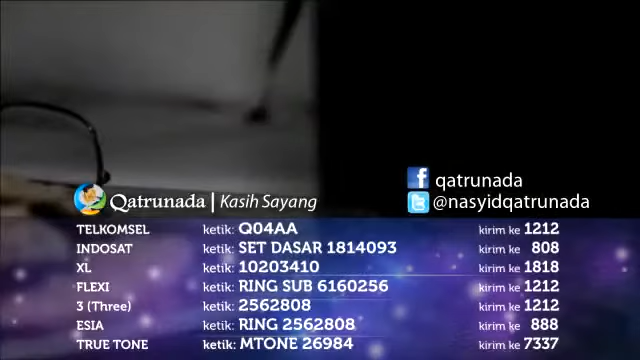 qatrunada
Qatrunada | Kasih Sayang
@nasyidqatrunada
TELKOMSEL ketik: Q04AA kirim ke 1212
INDOSAT ketik: SET DASAR 1814093 kirim ke 808
XL ketik: 10203410 kirim ke 1818
FLEXI ketik: RING SUB 6160256 kirim ke 1212
3 (Three) ketik: 2562808 kirim ke 1212
ESIA ketik: RING 2562808 kirim ke 888
TRUE TONE ketik: MTONE 26984 kirim ke 7337